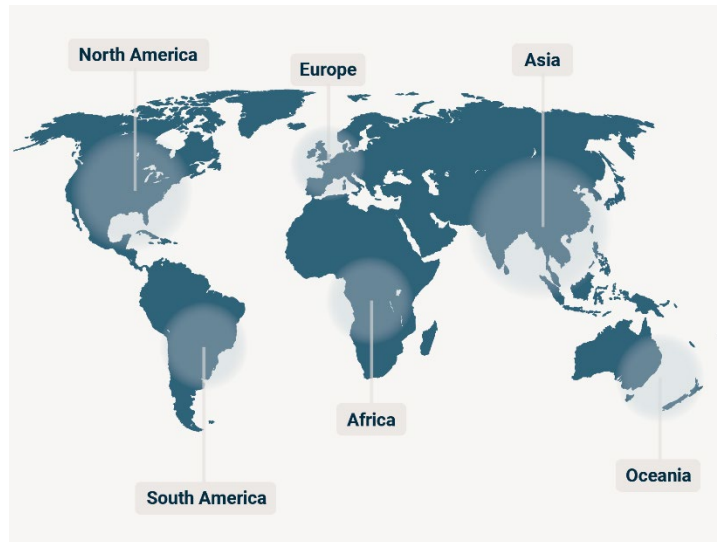 North America
Europe
Asia
Africa
Oceania
South America